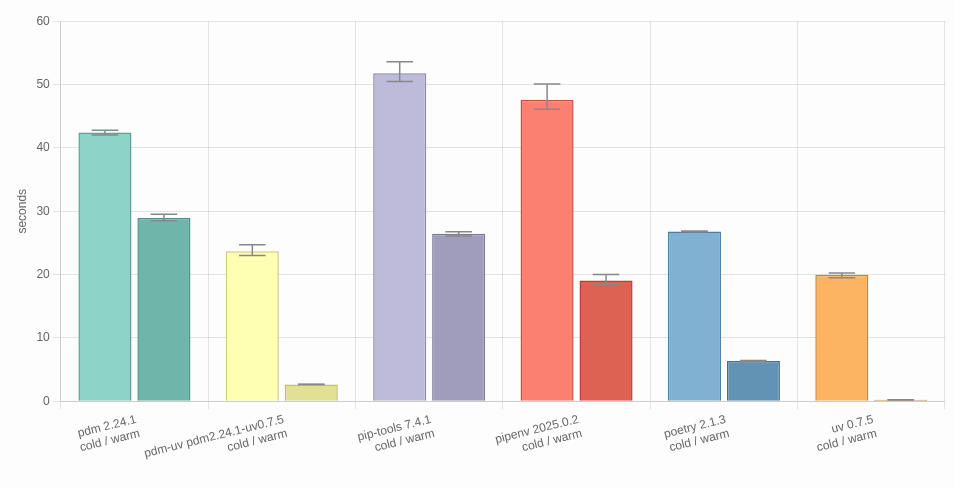 60
50
40
30
20
10
0
seconds
pdm 2.24.1
cold / warm
pdm-uv pdm2.24.1-uv0.7.5
cold / warm
pip-tools 7.4.1
cold / warm
pipenv 2025.0.2
cold / warm
poetry 2.1.3
cold / warm
uv 0.7.5
cold / warm